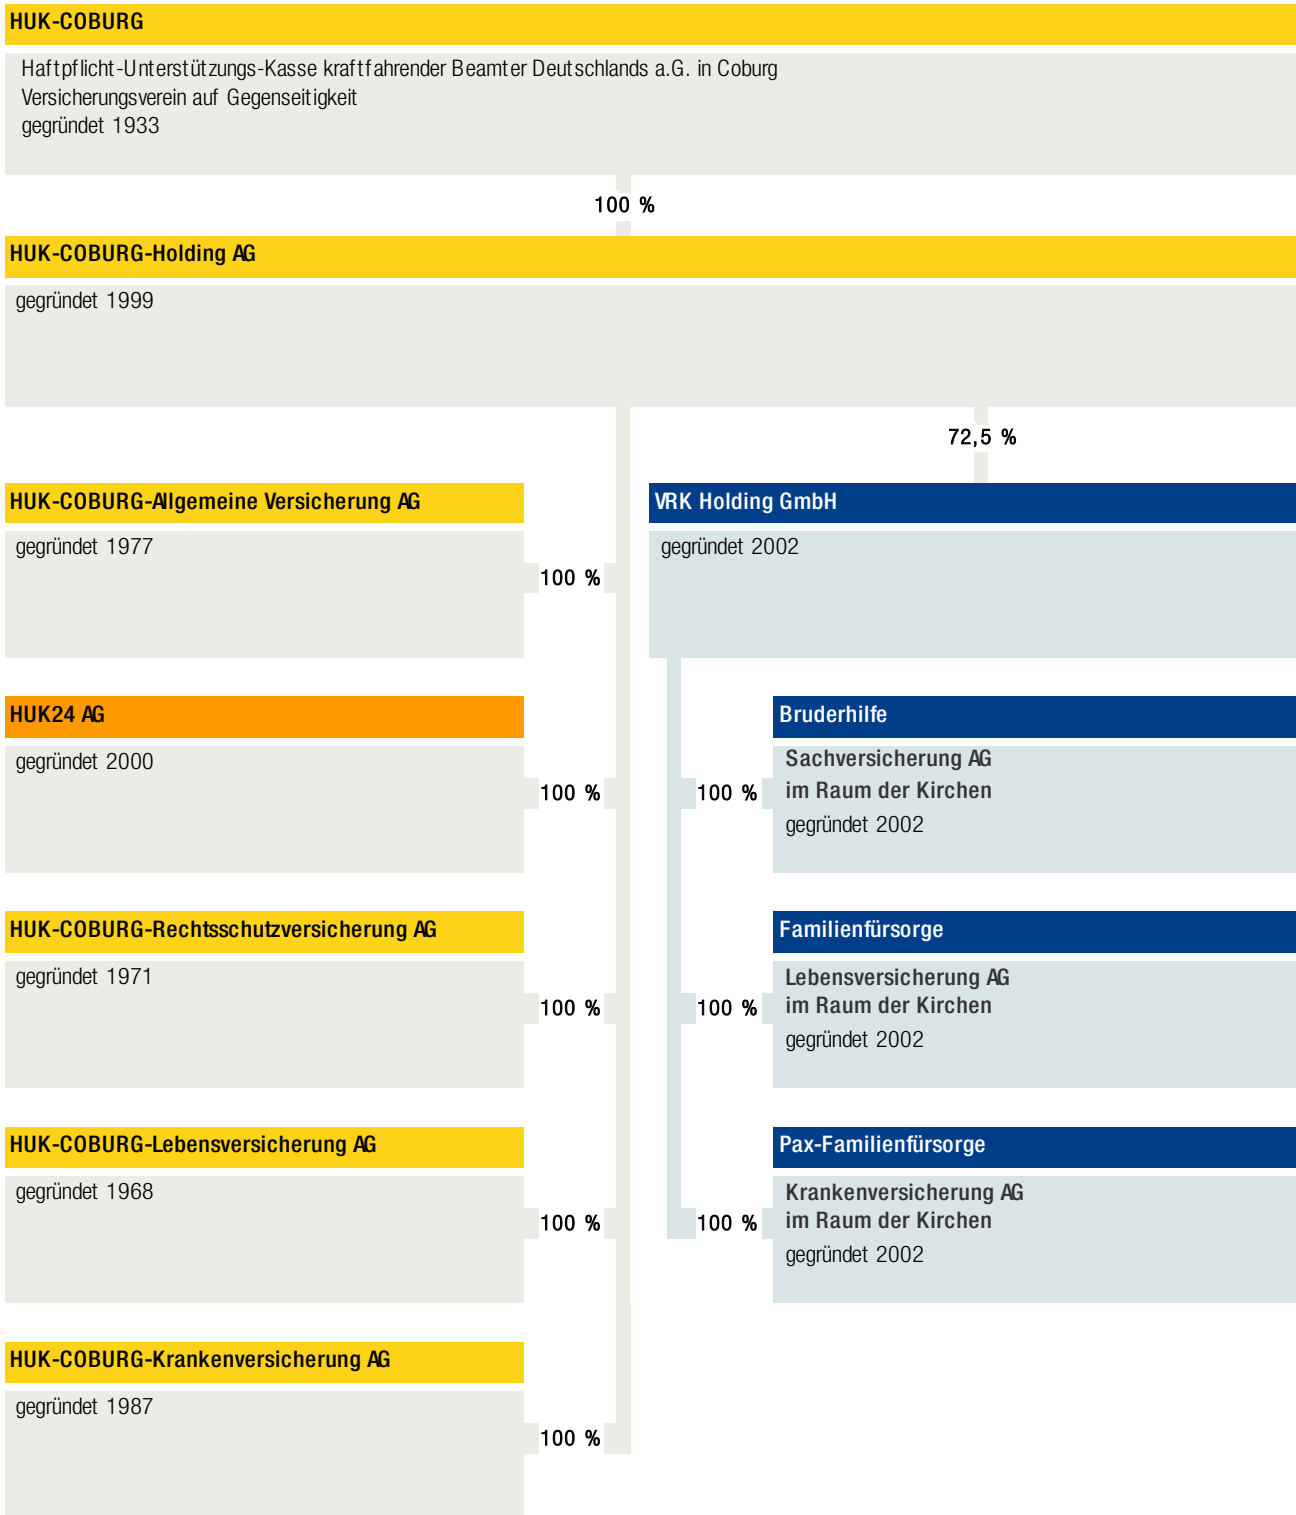 HUK-COBURG
Haftpflicht-Unterstützungs-Kasse kraftfahrender Beamter Deutschlands a.G. in Coburg
Versicherungsverein auf Gegenseitigkeit
gegründet 1933
100 %
HUK-COBURG-Holding AG
gegründet 1999
72,5 %
HUK-COBURG-Allgemeine Versicherung AG
gegründet 1977
100 %
VRK Holding GmbH
gegründet 2002
HUK24 AG
gegründet 2000
100 %
100 %
Bruderhilfe
Sachversicherung AG
im Raum der Kirchen
gegründet 2002
HUK-COBURG-Rechtsschutzversicherung AG
gegründet 1971
100 %
100 %
Familienfürsorge
Lebensversicherung AG
im Raum der Kirchen
gegründet 2002
HUK-COBURG-Lebensversicherung AG
gegründet 1968
100 %
100 %
Pax-Familienfürsorge
Krankenversicherung AG
im Raum der Kirchen
gegründet 2002
HUK-COBURG-Krankenversicherung AG
gegründet 1987
100 %